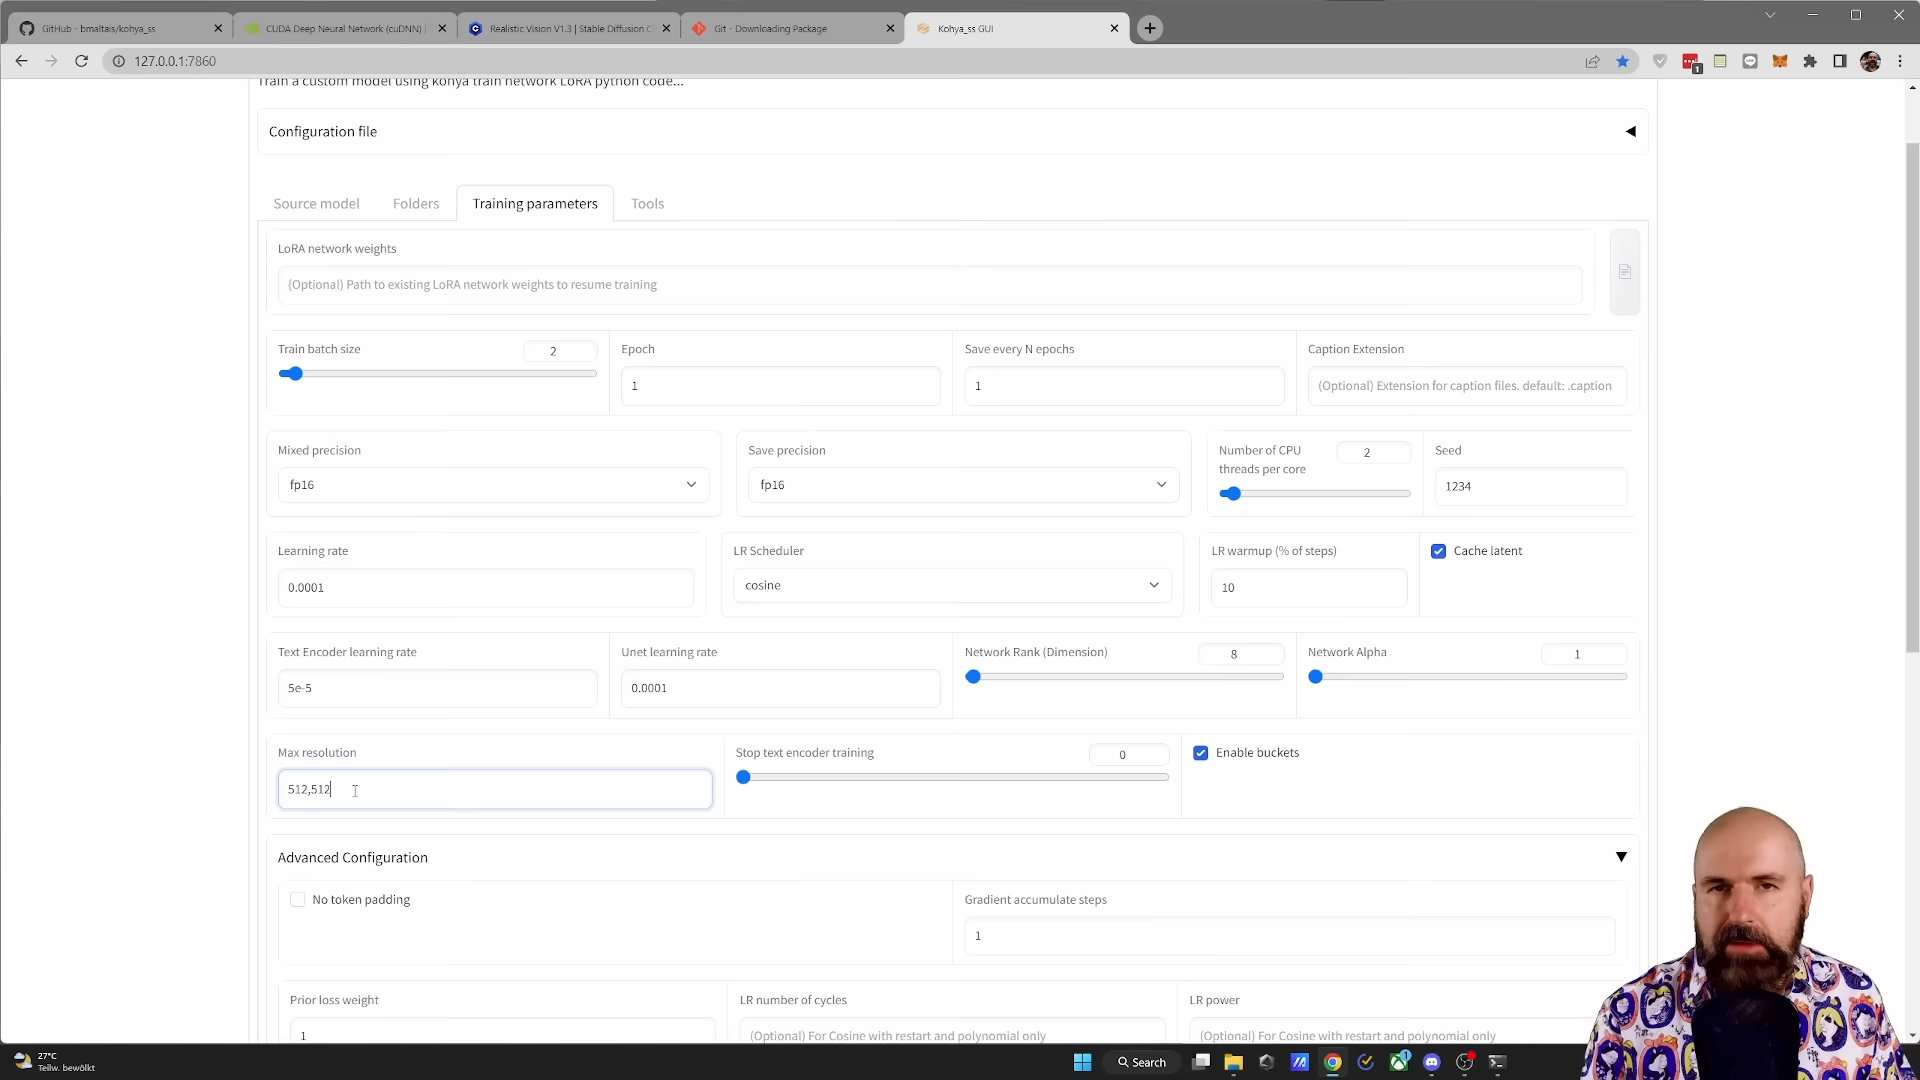 GitHub - bmaltais/kohya_ss
CUDA Deep Neural Network (cuDNN) |
Realistic Vision V1.3 | Stable Diffusion C
Git - Downloading Package
Kohya_ss GUI
127.0.0.1:7860
1
Train a custom model using kohya train network LoRA python code...
Configuration file
Source model
Folders
Training parameters
Tools
LoRA network weights
(Optional) Path to existing LoRA network weights to resume training
Train batch size
2
Epoch
1
Save every N epochs
1
Caption Extension
(Optional) Extension for caption files. default: .caption
Mixed precision
fp16
Save precision
fp16
Number of CPU
threads per core
2
Seed
1234
Learning rate
0.0001
LR Scheduler
cosine
LR warmup (% of steps)
10
Cache latent
Text Encoder learning rate
5e-5
Unet learning rate
0.0001
Network Rank (Dimension)
8
Network Alpha
1
Max resolution
512,512
Stop text encoder training
0
Enable buckets
Advanced Configuration
No token padding
Gradient accumulate steps
1
Prior loss weight
1
LR number of cycles
(Optional) For Cosine with restart and polynomial only
LR power
(Optional) For Cosine with restart and polynomial only
27°C
Teilw. bewölkt
Search
1